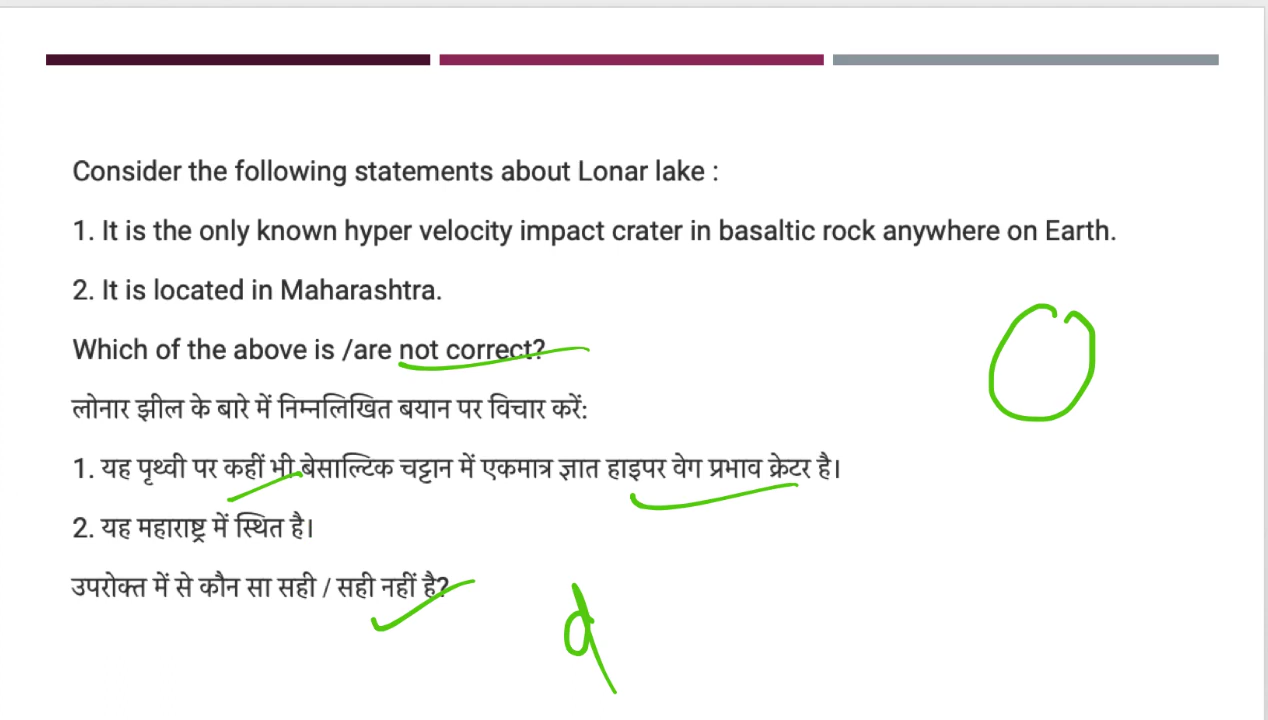 Consider the following statements about Lonar lake :
1. It is the only known hyper velocity impact crater in basaltic rock anywhere on Earth.
2. It is located in Maharashtra.
Which of the above is /are not correct?
लोनार झील के बारे में निम्नलिखित बयान पर विचार करें:
1. यह पृथ्वी पर कहीं भी बेसाल्टिक चट्टान में एकमात्र ज्ञात हाइपर वेग प्रभाव क्रेटर है।
2. यह महाराष्ट्र में स्थित है।
उपरोक्त में से कौन सा सही / सही नहीं है?
d